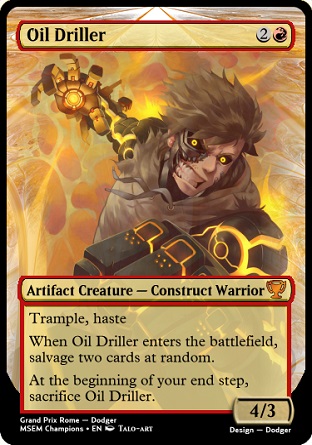 Oil Driller 2
Artifact Creature — Construct Warrior
Trample, haste
When Oil Driller enters the battlefield,
salvage two cards at random.
At the beginning of your end step,
sacrifice Oil Driller.
4/3
Grand Prix Rome — Dodger
MSEM Champions • EN Talo-art
Design — Dodger